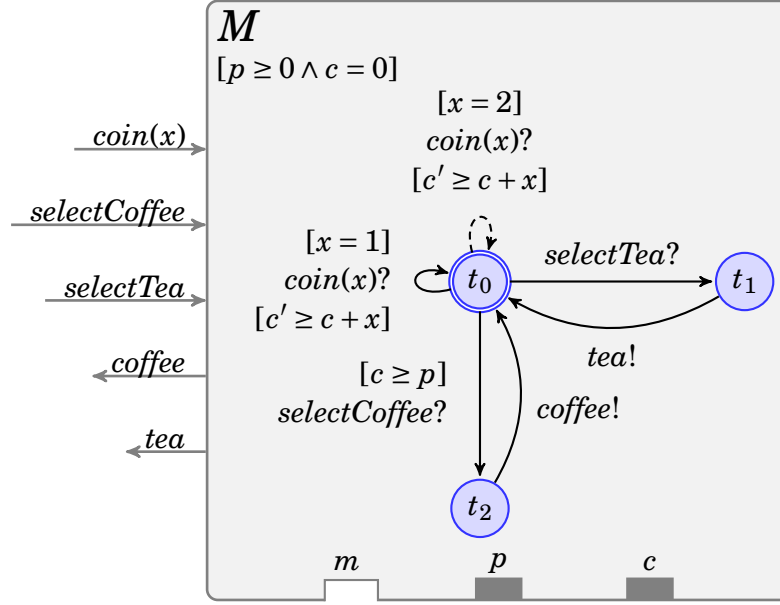 M
[p ≥ 0 ∧ c = 0]
[x = 2]
coin(x)?
[c′ ≥ c + x]
coin(x)
selectCoffee
selectTea
coffee
tea
[x = 1]
coin(x)?
[c′ ≥ c + x]
t₀
selectTea?
t₁
tea!
[c ≥ p]
selectCoffee?
coffee!
t₂
m
p
c